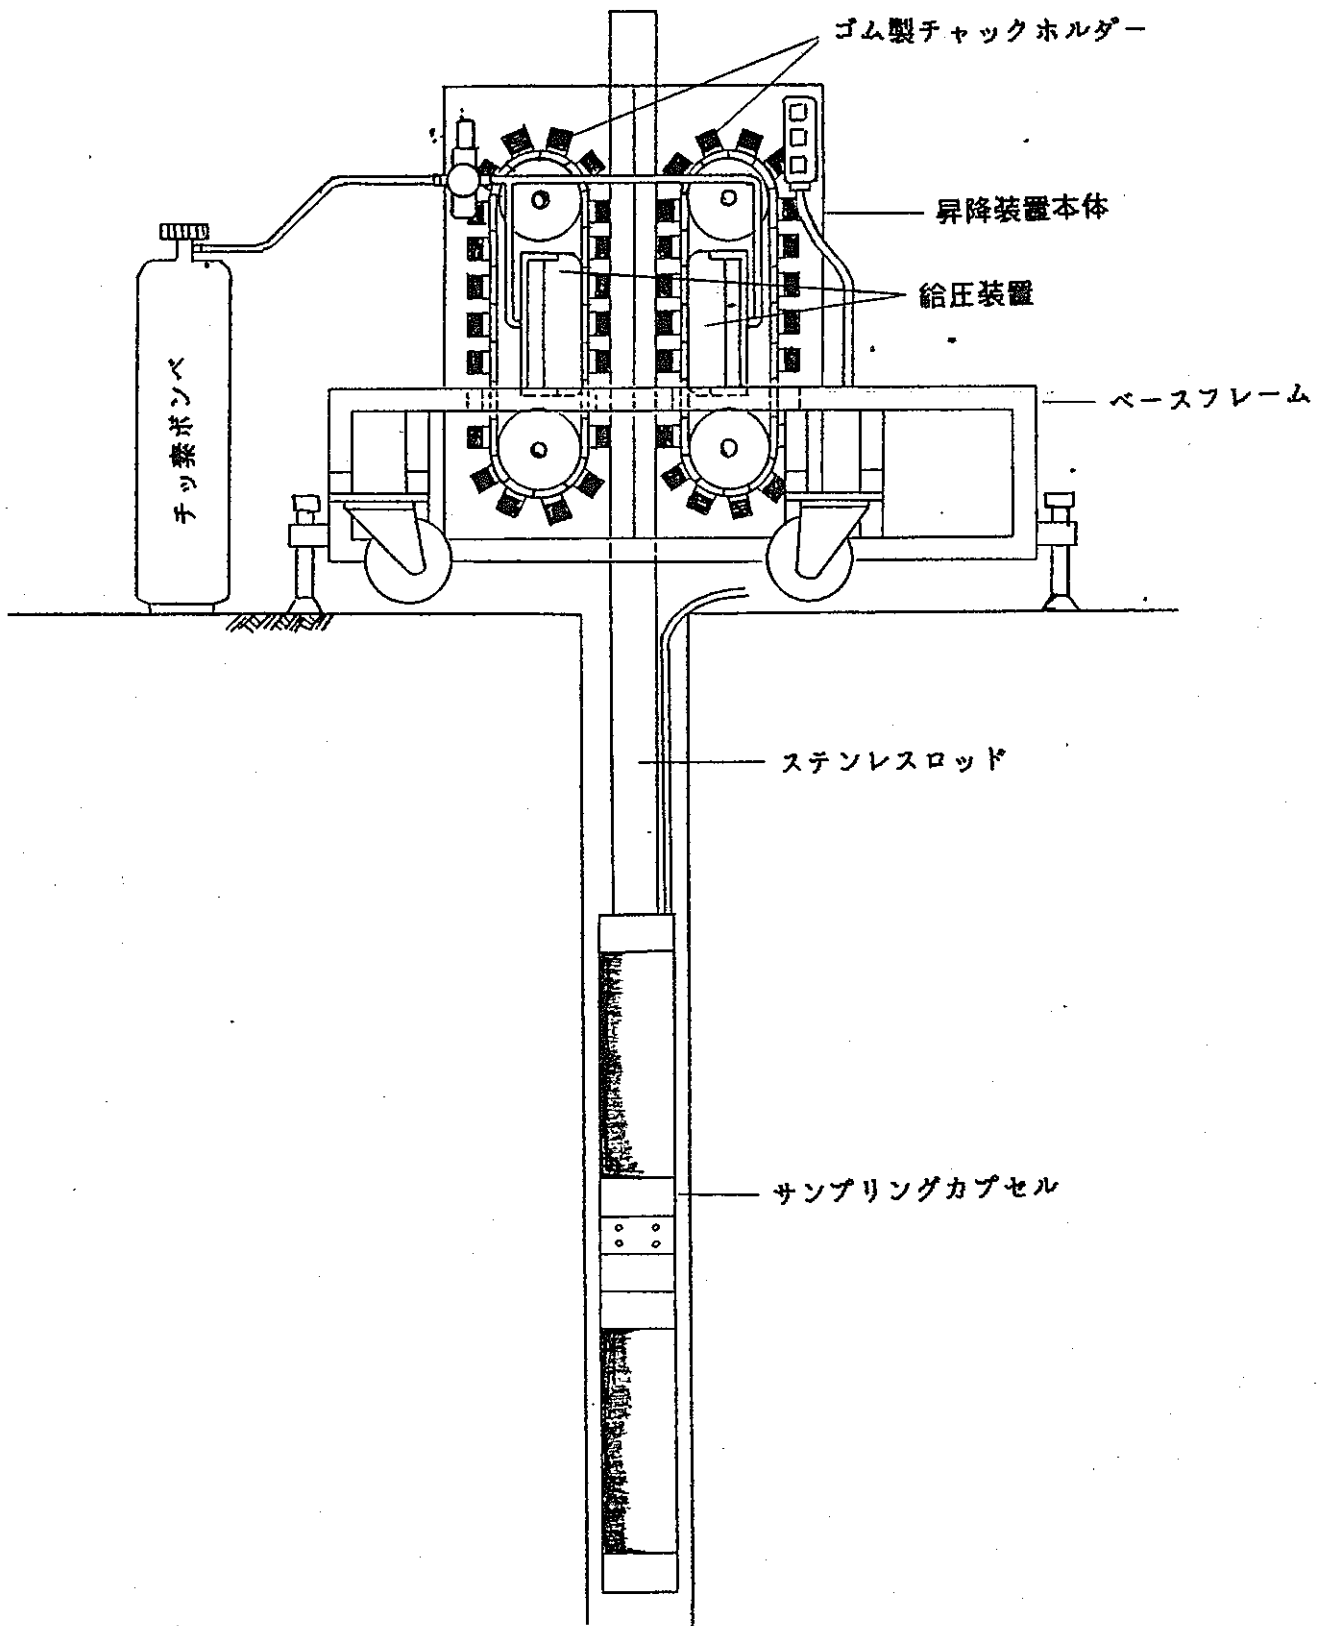 ゴム製チャックホルダー
昇降装置本体
給圧装置
ベースフレーム
チッ素ボンベ
ステンレスロッド
サンプリングカプセル